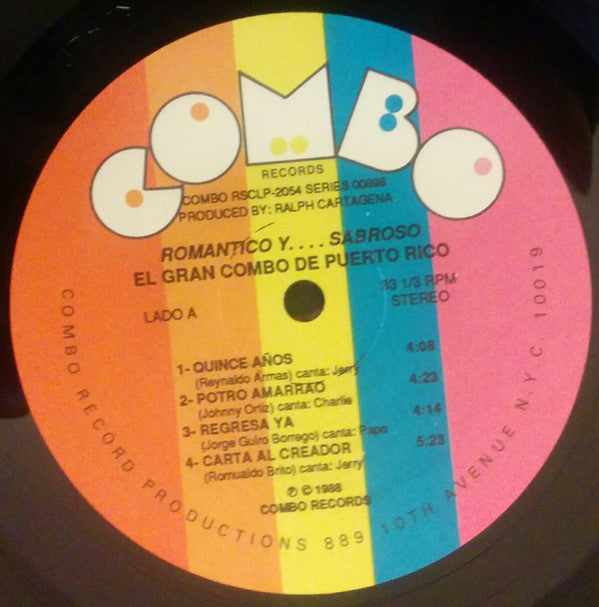 COMBO
RECORDS
COMBO RSCLP-2054 SERIES 00898
PRODUCED BY: RALPH CARTAGENA
ROMANTICO Y.... SABROSO
EL GRAN COMBO DE PUERTO RICO
LADO A
33 1/3 RPM
STEREO
1- QUINCE AÑOS 4:08
(Reynaldo Armas) canta: Jerry
2- POTRO AMARRAO 4:23
(Johnny Ortiz) canta: Charlie
3- REGRESA YA 4:14
(Jorge Guiro Borrego) canta: Papo
4- CARTA AL CREADOR 5:23
(Romualdo Brito) canta: Jerry
℗ © 1988
COMBO RECORDS
COMBO RECORD PRODUCTIONS 889 10TH AVENUE N Y C 10019